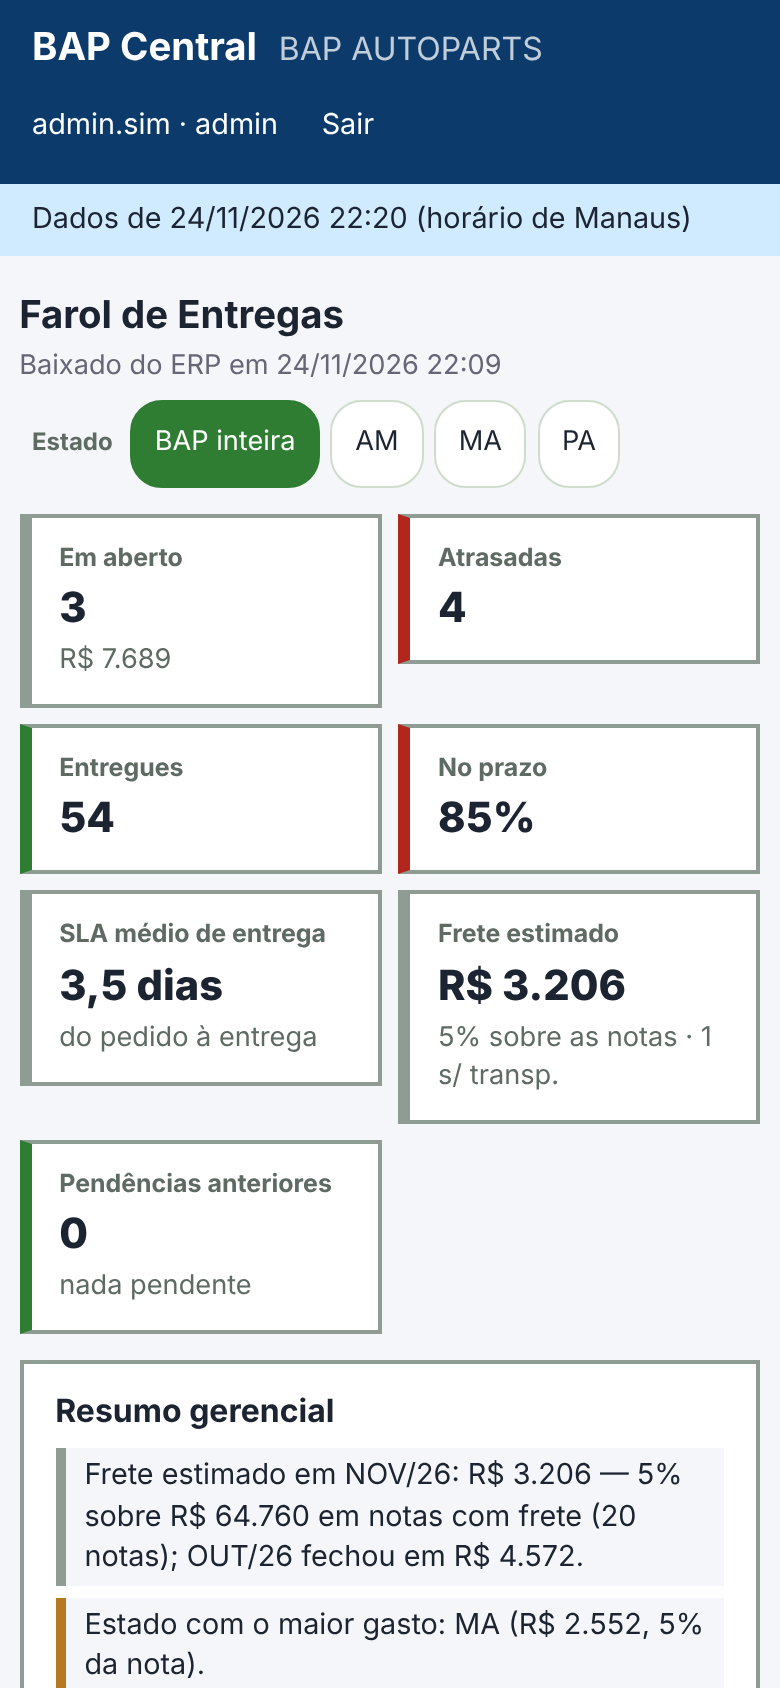 BAP Central BAP AUTOPARTS
admin.sim · admin Sair
Dados de 24/11/2026 22:20 (horário de Manaus)
Farol de Entregas
Baixado do ERP em 24/11/2026 22:09
Estado BAP inteira AM MA PA
Em aberto
3
R$ 7.689
Atrasadas
4
Entregues
54
No prazo
85%
SLA médio de entrega
3,5 dias
do pedido à entrega
Frete estimado
R$ 3.206
5% sobre as notas · 1
s/ transp.
Pendências anteriores
0
nada pendente
Resumo gerencial
Frete estimado em NOV/26: R$ 3.206 — 5%
sobre R$ 64.760 em notas com frete (20
notas); OUT/26 fechou em R$ 4.572.
Estado com o maior gasto: MA (R$ 2.552, 5%
da nota).